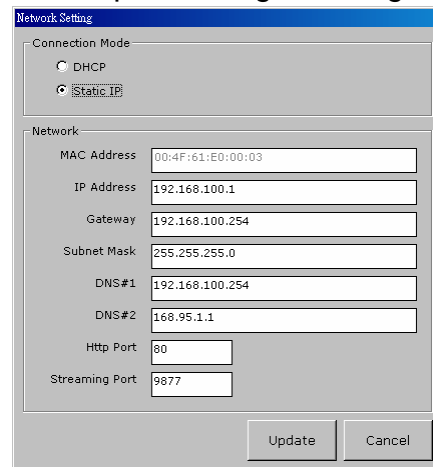 Network Setting
Connection Mode
DHCP
Static IP
Network
MAC Address 00:4F:61:E0:00:03
IP Address 192.168.100.1
Gateway 192.168.100.254
Subnet Mask 255.255.255.0
DNS#1 192.168.100.254
DNS#2 168.95.1.1
Http Port 80
Streaming Port 9877
Update Cancel